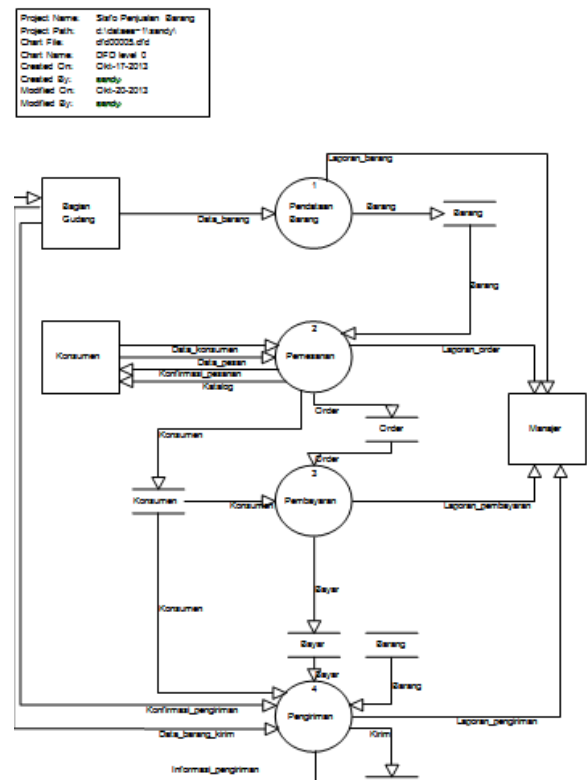 Project Name: Sisfo Penjualan Barang
Project Path: d:\datees~1\sandy\
Chart File: dfd00005.dfd
Chart Name: DFD level 0
Created On: Okt-17-2013
Created By: sandy
Modified On: Okt-20-2013
Modified By: sandy
Laporan_barang
1
Bagian
Gudang
Data_barang
Pendataan
Barang
Barang
Barang
Barang
2
Konsumen
Data_konsumen
Data_pesan
Konfirmasi_pesanan
Katalog
Pemesanan
Laporan_order
Order
Order
Manajer
Konsumen
Order
3
Konsumen
Konsumen
Pembayaran
Laporan_pembayaran
Bayar
Konsumen
Bayar
Barang
Bayar
Barang
4
Konfirmasi_pengiriman
Pengiriman
Laporan_pengiriman
Data_barang_kirim
Kirim
Informasi_pengiriman